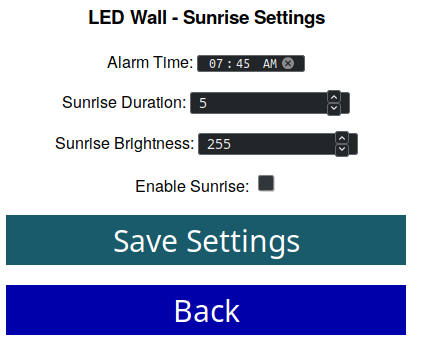 LED Wall - Sunrise Settings
Alarm Time: 07:45 AM
Sunrise Duration: 5
Sunrise Brightness: 255
Enable Sunrise:
Save Settings
Back